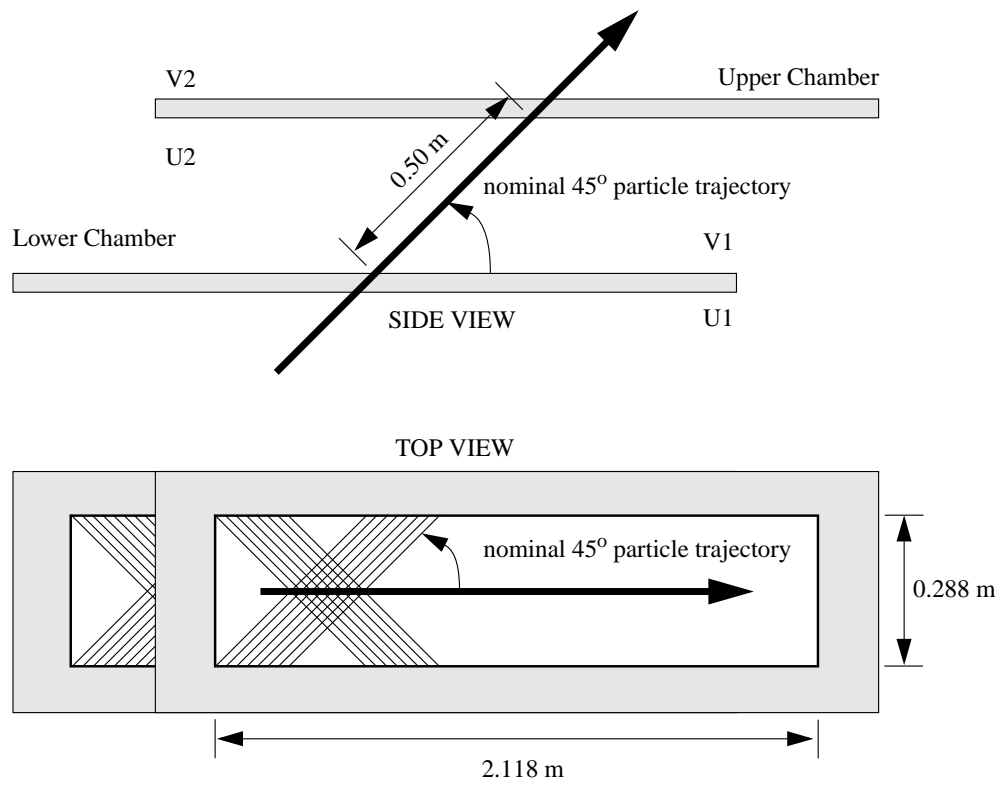 V2
Upper Chamber
U2
0.50 m
nominal 45° particle trajectory
Lower Chamber
V1
SIDE VIEW
U1
TOP VIEW
nominal 45° particle trajectory
0.288 m
2.118 m